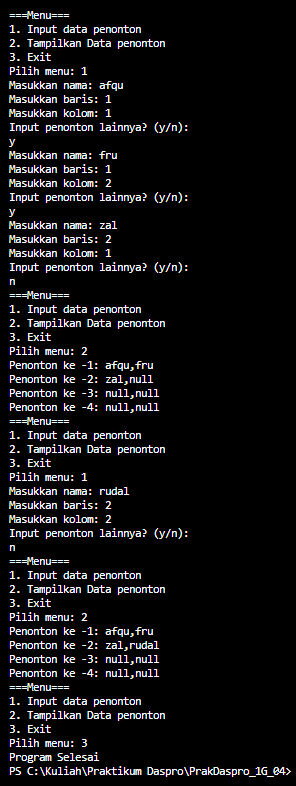 ===Menu===
1. Input data penonton
2. Tampilkan Data penonton
3. Exit
Pilih menu: 1
Masukkan nama: afqu
Masukkan baris: 1
Masukkan kolom: 1
Input penonton lainnya? (y/n):
y
Masukkan nama: fru
Masukkan baris: 1
Masukkan kolom: 2
Input penonton lainnya? (y/n):
y
Masukkan nama: zal
Masukkan baris: 2
Masukkan kolom: 1
Input penonton lainnya? (y/n):
n
===Menu===
1. Input data penonton
2. Tampilkan Data penonton
3. Exit
Pilih menu: 2
Penonton ke -1: afqu,fru
Penonton ke -2: zal,null
Penonton ke -3: null,null
Penonton ke -4: null,null
===Menu===
1. Input data penonton
2. Tampilkan Data penonton
3. Exit
Pilih menu: 1
Masukkan nama: rudal
Masukkan baris: 2
Masukkan kolom: 2
Input penonton lainnya? (y/n):
n
===Menu===
1. Input data penonton
2. Tampilkan Data penonton
3. Exit
Pilih menu: 2
Penonton ke -1: afqu,fru
Penonton ke -2: zal,rudal
Penonton ke -3: null,null
Penonton ke -4: null,null
===Menu===
1. Input data penonton
2. Tampilkan Data penonton
3. Exit
Pilih menu: 3
Program Selesai
PS C:\Kuliah\Praktikum Daspro\PrakDaspro_1G_04>